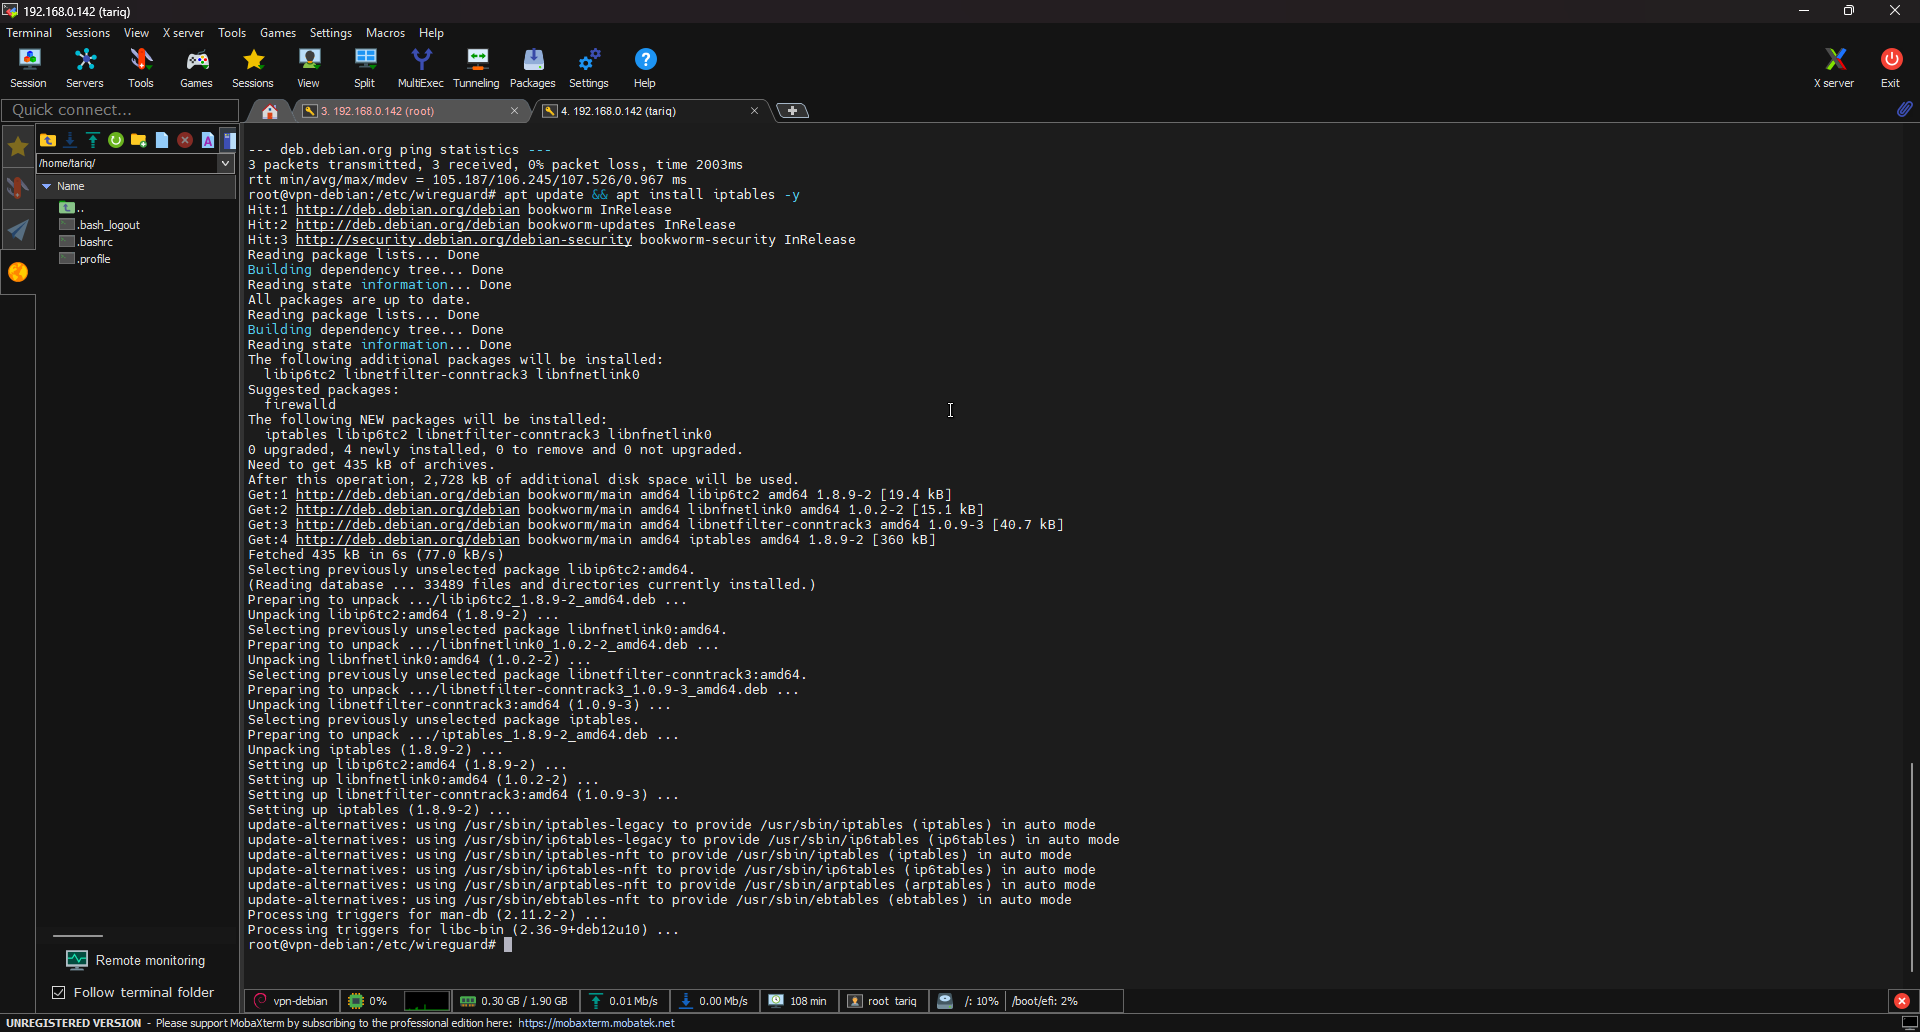 192.168.0.142 (tariq)
Terminal Sessions View X server Tools Games Settings Macros Help
Session Servers Tools Games Sessions View Split MultiExec Tunneling Packages Settings Help X server Exit
Quick connect... 3. 192.168.0.142 (root) 4. 192.168.0.142 (tariq)
/home/tariq/
Name
..
.bash_logout
.bashrc
.profile
--- deb.debian.org ping statistics ---
3 packets transmitted, 3 received, 0% packet loss, time 2003ms
rtt min/avg/max/mdev = 105.187/106.245/107.526/0.967 ms
root@vpn-debian:/etc/wireguard# apt update && apt install iptables -y
Hit:1 http://deb.debian.org/debian bookworm InRelease
Hit:2 http://deb.debian.org/debian bookworm-updates InRelease
Hit:3 http://security.debian.org/debian-security bookworm-security InRelease
Reading package lists... Done
Building dependency tree... Done
Reading state information... Done
All packages are up to date.
Reading package lists... Done
Building dependency tree... Done
Reading state information... Done
The following additional packages will be installed:
  libip6tc2 libnetfilter-conntrack3 libnfnetlink0
Suggested packages:
  firewalld
The following NEW packages will be installed:
  iptables libip6tc2 libnetfilter-conntrack3 libnfnetlink0
0 upgraded, 4 newly installed, 0 to remove and 0 not upgraded.
Need to get 435 kB of archives.
After this operation, 2,728 kB of additional disk space will be used.
Get:1 http://deb.debian.org/debian bookworm/main amd64 libip6tc2 amd64 1.8.9-2 [19.4 kB]
Get:2 http://deb.debian.org/debian bookworm/main amd64 libnfnetlink0 amd64 1.0.2-2 [15.1 kB]
Get:3 http://deb.debian.org/debian bookworm/main amd64 libnetfilter-conntrack3 amd64 1.0.9-3 [40.7 kB]
Get:4 http://deb.debian.org/debian bookworm/main amd64 iptables amd64 1.8.9-2 [360 kB]
Fetched 435 kB in 6s (77.0 kB/s)
Selecting previously unselected package libip6tc2:amd64.
(Reading database ... 33489 files and directories currently installed.)
Preparing to unpack .../libip6tc2_1.8.9-2_amd64.deb ...
Unpacking libip6tc2:amd64 (1.8.9-2) ...
Selecting previously unselected package libnfnetlink0:amd64.
Preparing to unpack .../libnfnetlink0_1.0.2-2_amd64.deb ...
Unpacking libnfnetlink0:amd64 (1.0.2-2) ...
Selecting previously unselected package libnetfilter-conntrack3:amd64.
Preparing to unpack .../libnetfilter-conntrack3_1.0.9-3_amd64.deb ...
Unpacking libnetfilter-conntrack3:amd64 (1.0.9-3) ...
Selecting previously unselected package iptables.
Preparing to unpack .../iptables_1.8.9-2_amd64.deb ...
Unpacking iptables (1.8.9-2) ...
Setting up libip6tc2:amd64 (1.8.9-2) ...
Setting up libnfnetlink0:amd64 (1.0.2-2) ...
Setting up libnetfilter-conntrack3:amd64 (1.0.9-3) ...
Setting up iptables (1.8.9-2) ...
update-alternatives: using /usr/sbin/iptables-legacy to provide /usr/sbin/iptables (iptables) in auto mode
update-alternatives: using /usr/sbin/ip6tables-legacy to provide /usr/sbin/ip6tables (ip6tables) in auto mode
update-alternatives: using /usr/sbin/iptables-nft to provide /usr/sbin/iptables (iptables) in auto mode
update-alternatives: using /usr/sbin/ip6tables-nft to provide /usr/sbin/ip6tables (ip6tables) in auto mode
update-alternatives: using /usr/sbin/arptables-nft to provide /usr/sbin/arptables (arptables) in auto mode
update-alternatives: using /usr/sbin/ebtables-nft to provide /usr/sbin/ebtables (ebtables) in auto mode
Processing triggers for man-db (2.11.2-2) ...
Processing triggers for libc-bin (2.36-9+deb12u10) ...
root@vpn-debian:/etc/wireguard#
Remote monitoring
Follow terminal folder
vpn-debian 0% 0.30 GB / 1.90 GB 0.01 Mb/s 0.00 Mb/s 108 min root tariq /: 10% /boot/efi: 2%
UNREGISTERED VERSION - Please support MobaXterm by subscribing to the professional edition here: https://mobaxterm.mobatek.net